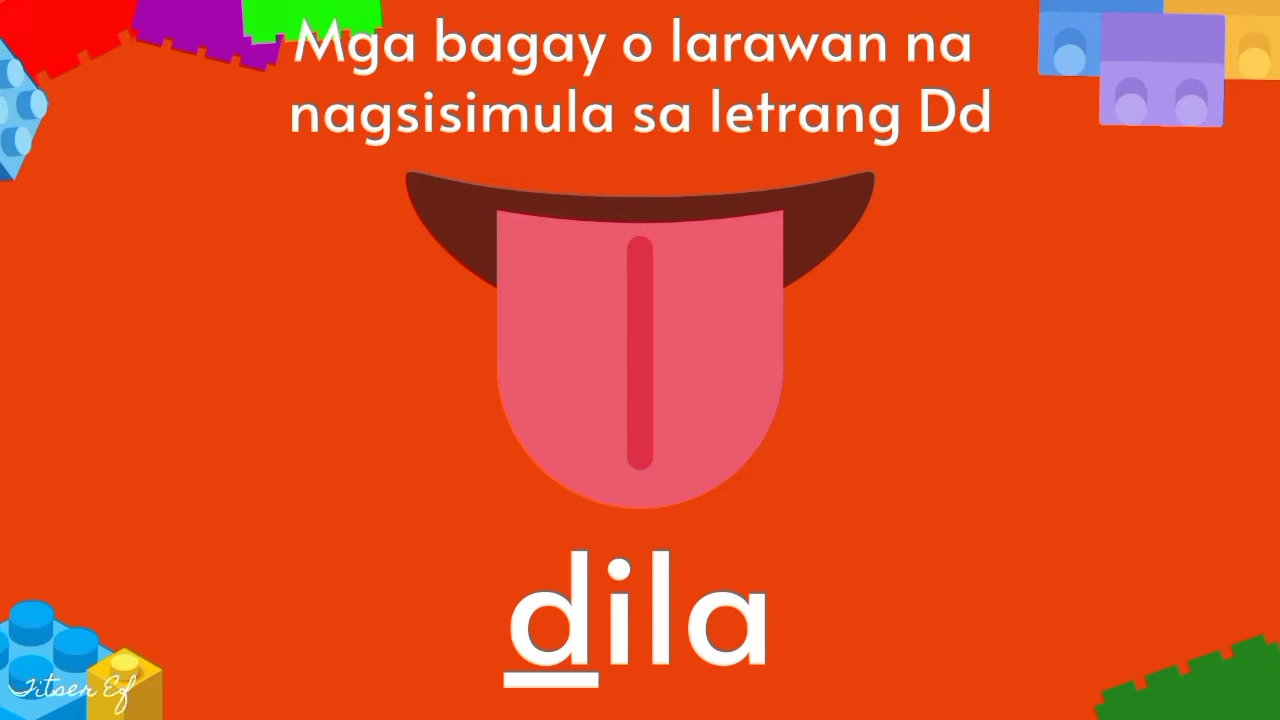 Mga bagay o larawan na
nagsisimula sa letrang Dd
dila
Titser Ef